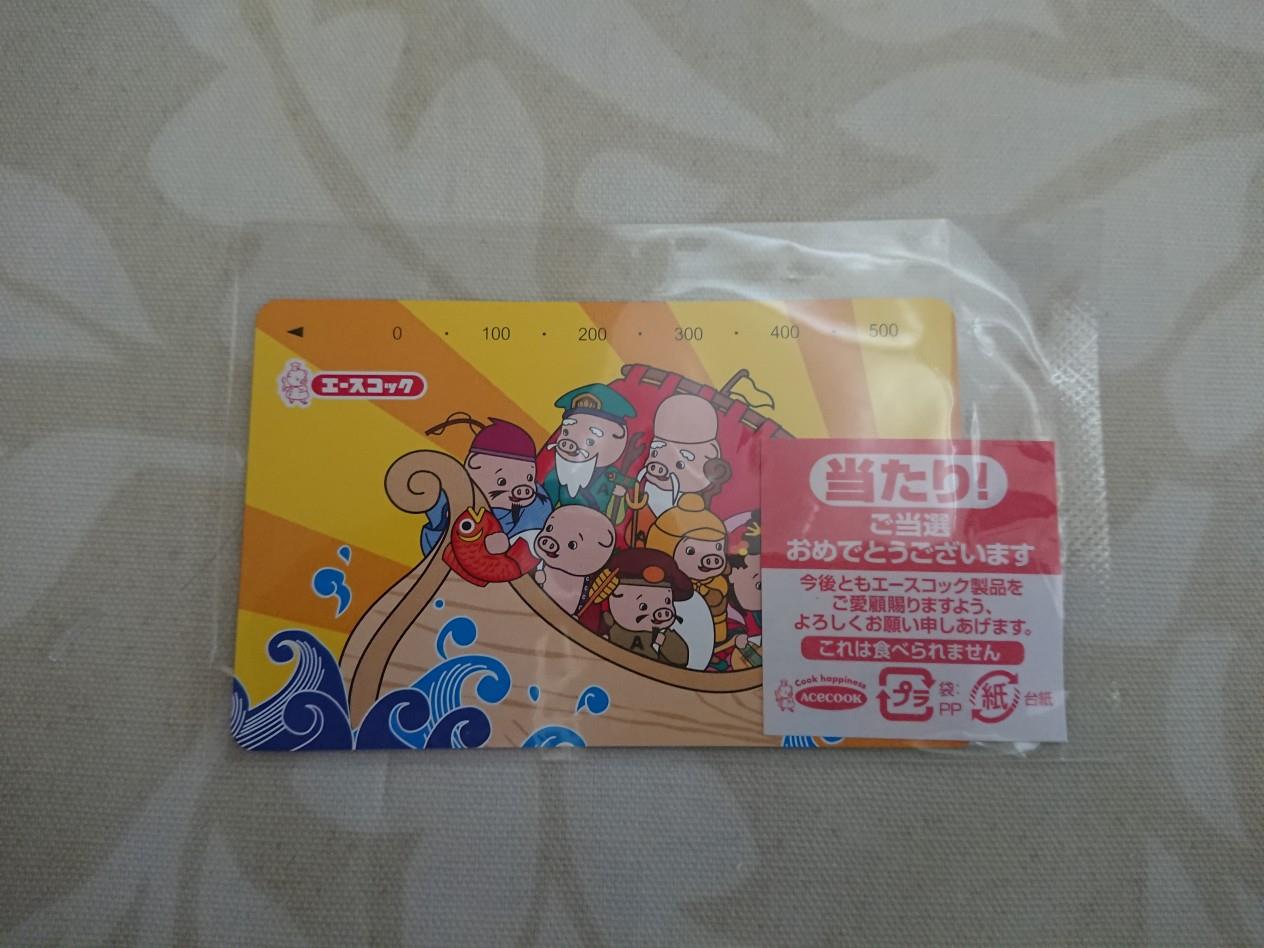 ◀ 0 ・ 100 ・ 200 ・ 300 ・ 400 ・ 500
エースコック
A
A
当たり!
ご当選
おめでとうございます
今後ともエースコック製品を
ご愛顧賜りますよう、
よろしくお願い申しあげます。
これは食べられません
Cook happiness
ACECOOK
プラ
袋:
PP
紙
台紙